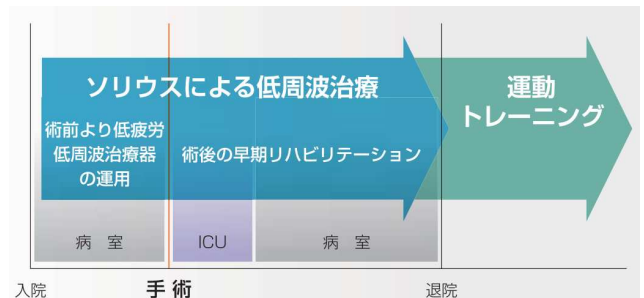 ソリウスによる低周波治療
運動
トレーニング
術前より低疲労
低周波治療器
の運用
術後の早期リハビリテーション
病 室
ICU
病 室
入院
手 術
退院